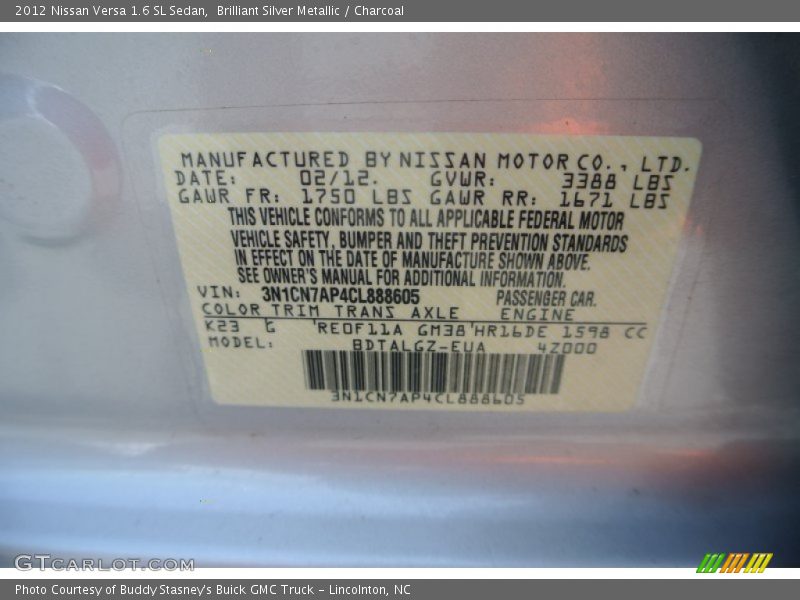 2012 Nissan Versa 1.6 SL Sedan, Brilliant Silver Metallic / Charcoal
MANUFACTURED BY NISSAN MOTOR CO., LTD.
DATE: 02/12. GVWR: 3388 LBS
GAWR FR: 1750 LBS GAWR RR: 1671 LBS
THIS VEHICLE CONFORMS TO ALL APPLICABLE FEDERAL MOTOR
VEHICLE SAFETY, BUMPER AND THEFT PREVENTION STANDARDS
IN EFFECT ON THE DATE OF MANUFACTURE SHOWN ABOVE.
SEE OWNER'S MANUAL FOR ADDITIONAL INFORMATION.
VIN: 3N1CN7AP4CL888605 PASSENGER CAR.
COLOR TRIM TRANS AXLE ENGINE
K23 G RE0F11A GM38 HR16DE 1598 CC
MODEL: BDTALGZ-EUA 4Z000
3N1CN7AP4CL888605
GTCARLOT.COM
Photo Courtesy of Buddy Stasney's Buick GMC Truck - Lincolnton, NC